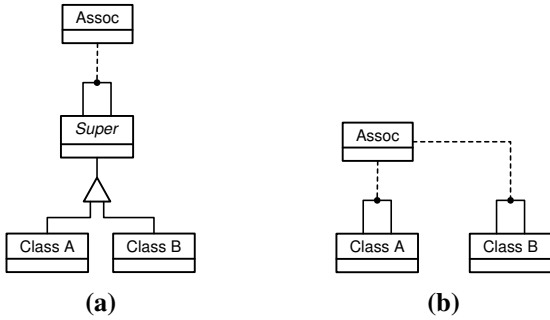 Assoc
Super
Class A
Class B
(a)
Assoc
Class A
Class B
(b)